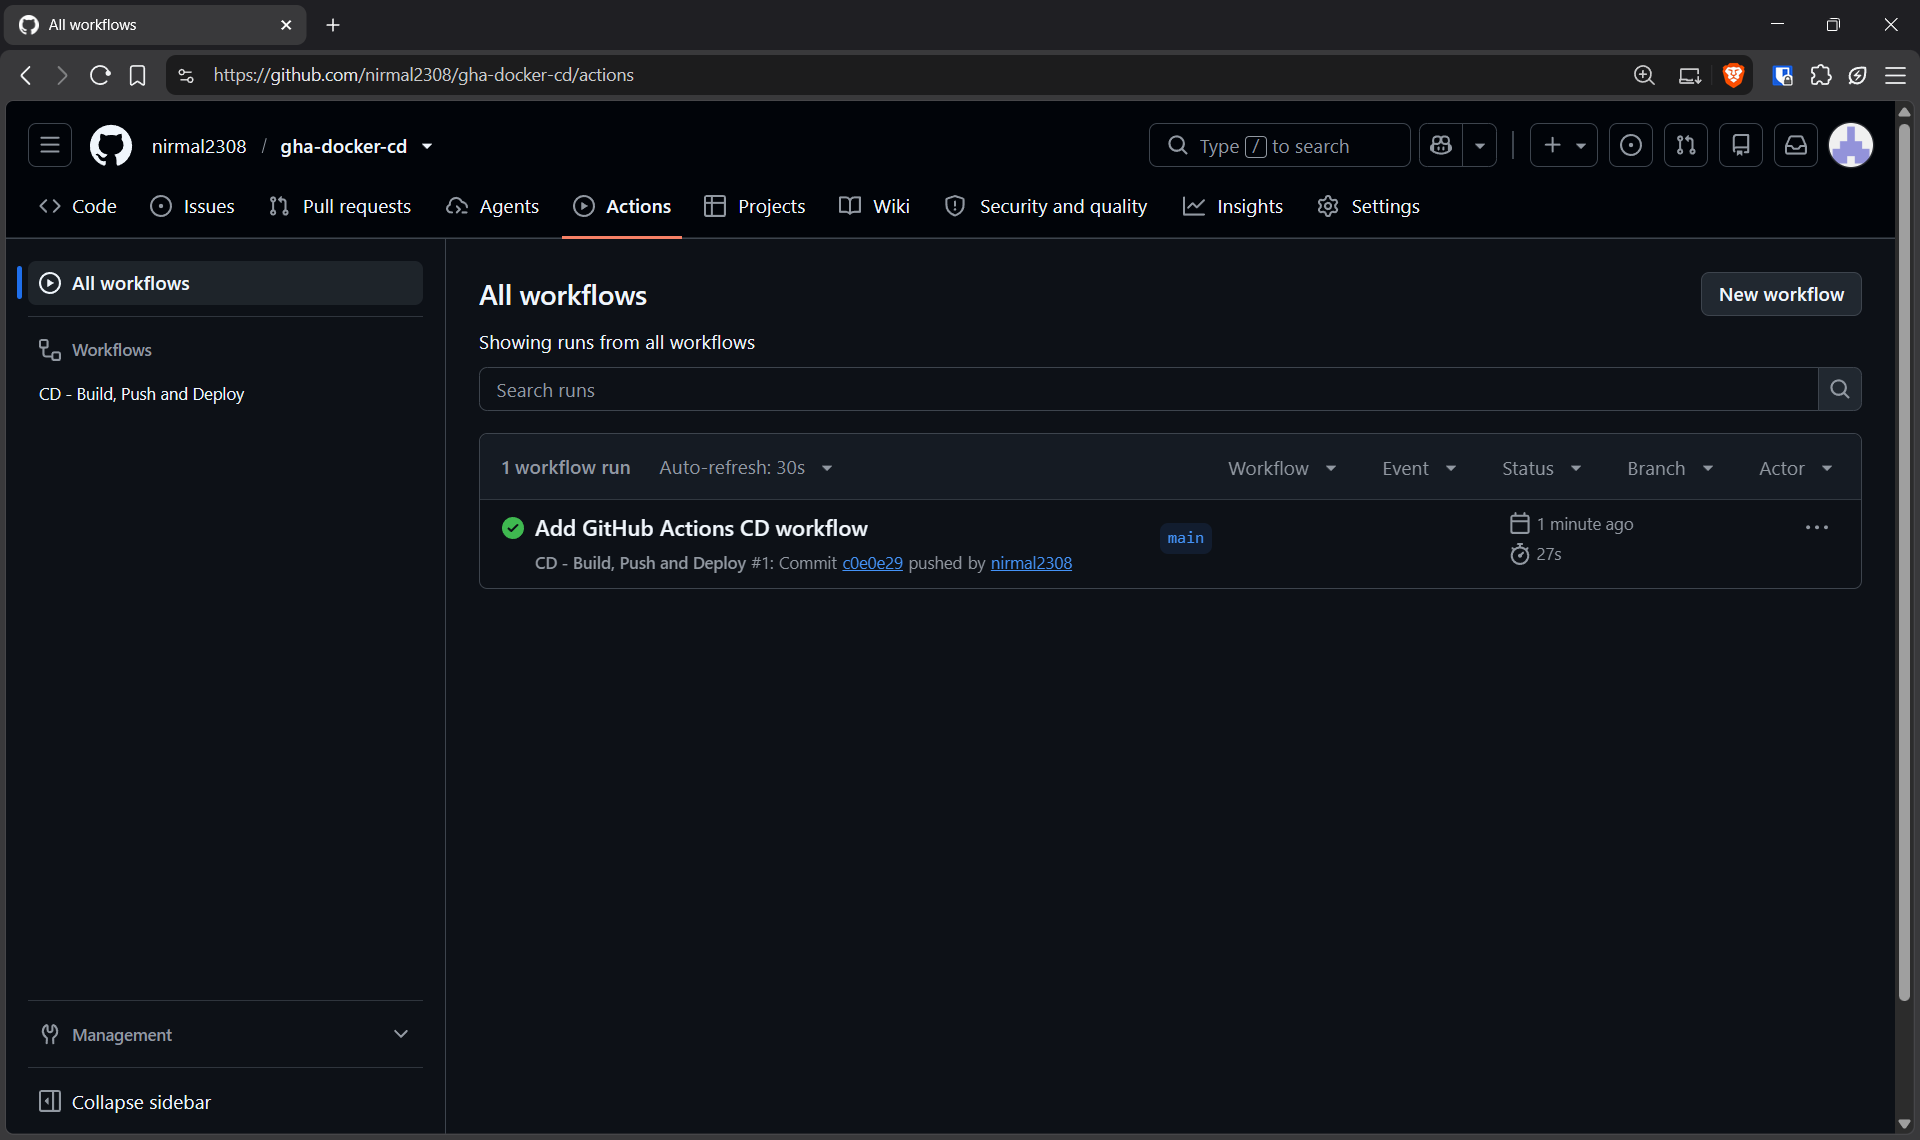 All workflows
https://github.com/nirmal2308/gha-docker-cd/actions
nirmal2308 / gha-docker-cd
Type / to search
Code
Issues
Pull requests
Agents
Actions
Projects
Wiki
Security and quality
Insights
Settings
All workflows
Workflows
CD - Build, Push and Deploy
Management
Collapse sidebar
All workflows
New workflow
Showing runs from all workflows
Search runs
1 workflow run
Auto-refresh: 30s
Workflow
Event
Status
Branch
Actor
Add GitHub Actions CD workflow
CD - Build, Push and Deploy #1: Commit c0e0e29 pushed by nirmal2308
main
1 minute ago
27s